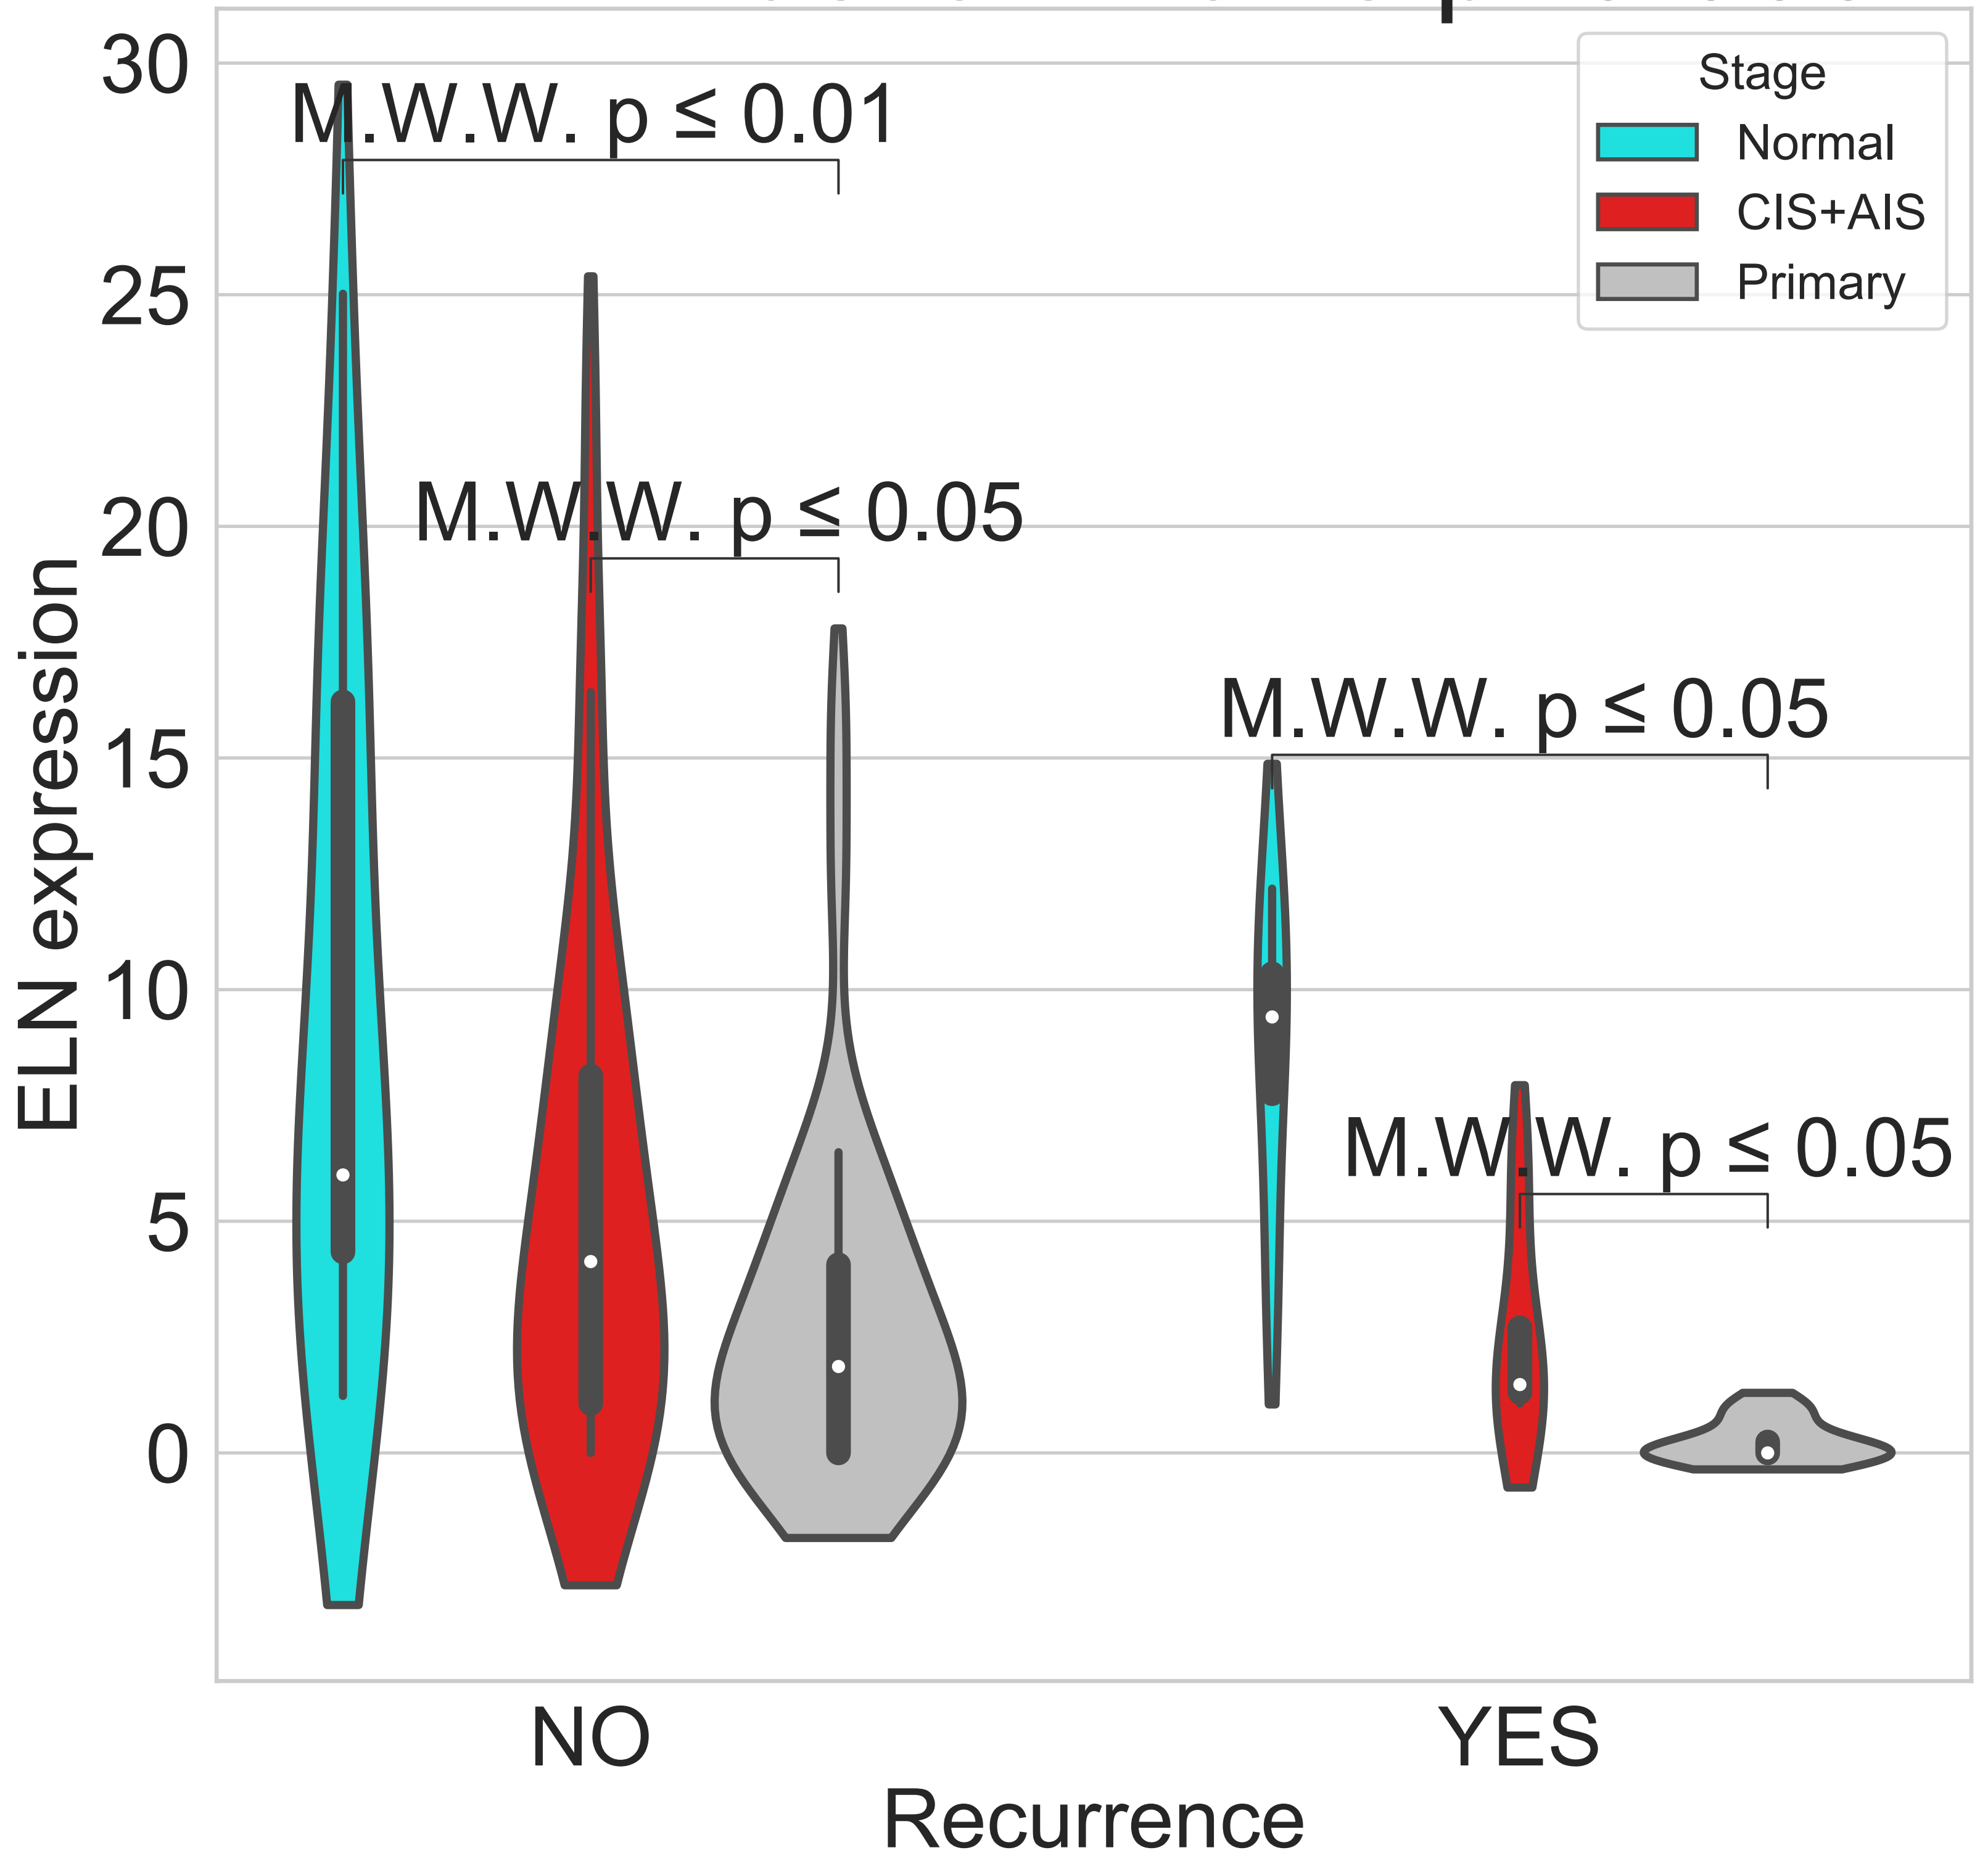 Stage
Normal
CIS+AIS
Primary
M.W.W. p ≤ 0.01
M.W.W. p ≤ 0.05
M.W.W. p ≤ 0.05
M.W.W. p ≤ 0.05
30
25
20
15
10
5
0
ELN expression
NO
YES
Recurrence